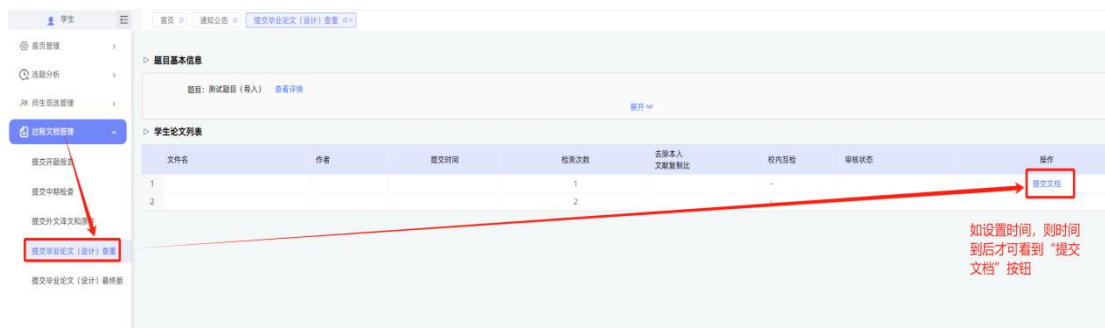 学生
首页
通知公告
提交毕业论文（设计）查重
首页管理
选题分析
师生双选管理
过程文档管理
提交开题报告
提交中期检查
提交外文译文和原文
提交毕业论文（设计）查重
提交毕业论文（设计）最终版
题目基本信息
题目：测试题目（导入） 查看详情
展开
学生论文列表
文件名 作者 提交时间 检测次数 去除本人文献复制比 校内互检 审核状态 操作
1 1 - 提交文档
2 2 -
如设置时间，则时间
到后才可看到“提交
文档”按钮